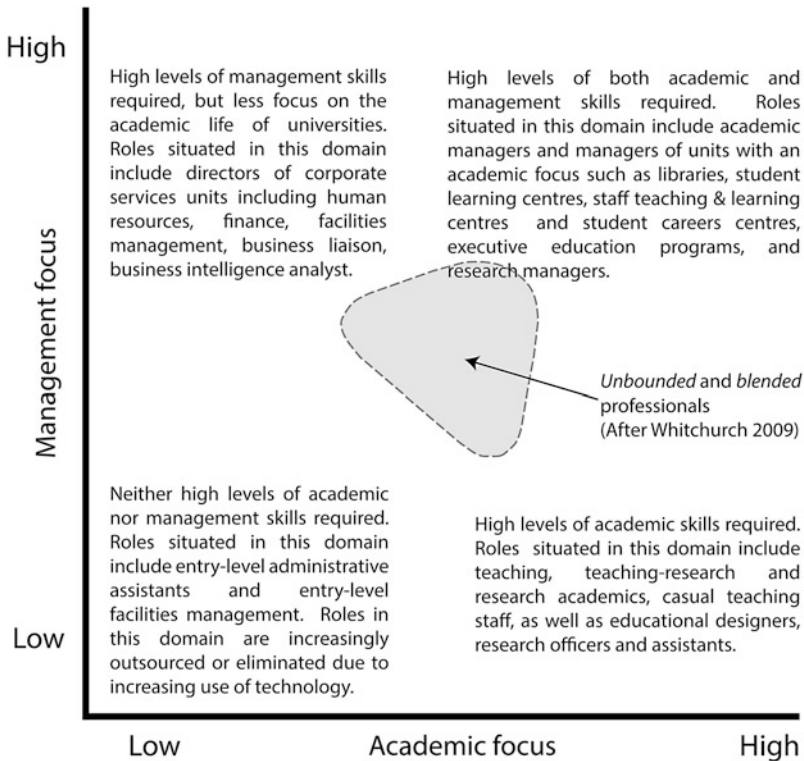 High
High levels of management skills
required, but less focus on the
academic life of universities.
Roles situated in this domain
include directors of corporate
services units including human
resources, finance, facilities
management, business liaison,
business intelligence analyst.
High levels of both academic and
management skills required. Roles
situated in this domain include academic
managers and managers of units with an
academic focus such as libraries, student
learning centres, staff teaching & learning
centres and student careers centres,
executive education programs, and
research managers.
Management focus
Unbounded and blended
professionals
(After Whitchurch 2009)
Neither high levels of academic
nor management skills required.
Roles situated in this domain
include entry-level administrative
assistants and entry-level
facilities management. Roles in
this domain are increasingly
outsourced or eliminated due to
increasing use of technology.
High levels of academic skills required.
Roles situated in this domain include
teaching, teaching-research and
research academics, casual teaching
staff, as well as educational designers,
research officers and assistants.
Low
Low
Academic focus
High